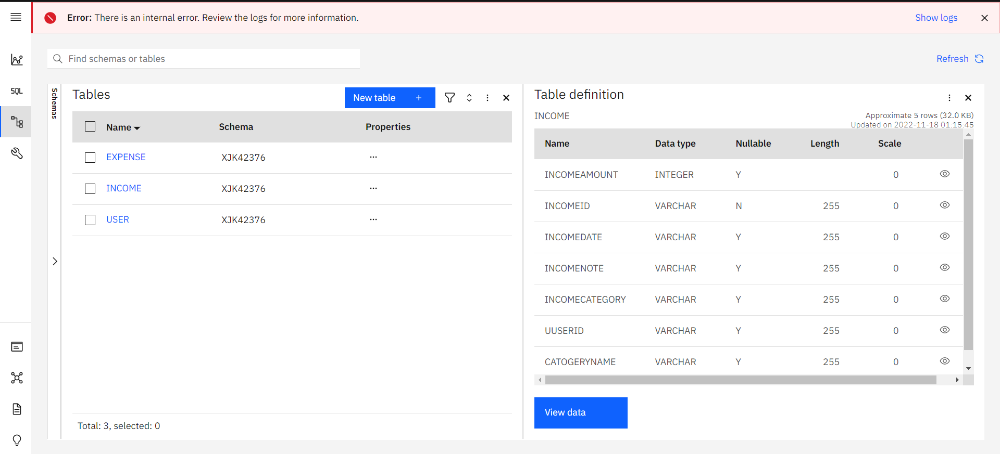 Error: There is an internal error. Review the logs for more information. Show logs
Find schemas or tables
Refresh
SQL
Schemas
Tables
New table +
Name Schema Properties
EXPENSE XJK42376 ...
INCOME XJK42376 ...
USER XJK42376 ...
Total: 3, selected: 0
Table definition
INCOME
Approximate 5 rows (32.0 KB)
Updated on 2022-11-18 01:15:45
Name Data type Nullable Length Scale
INCOMEAMOUNT INTEGER Y 0
INCOMEID VARCHAR N 255 0
INCOMEDATE VARCHAR Y 255 0
INCOMENOTE VARCHAR Y 255 0
INCOMECATEGORY VARCHAR Y 255 0
UUSERID VARCHAR Y 255 0
CATOGERYNAME VARCHAR Y 255 0
View data